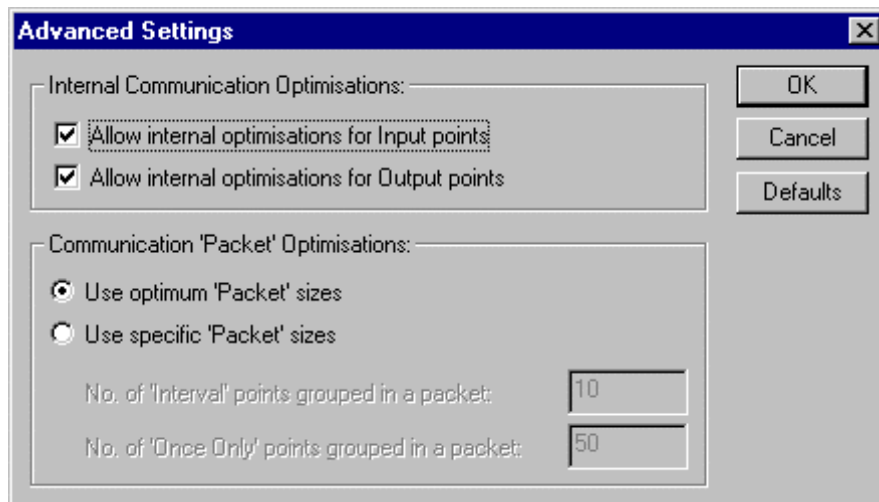 Advanced Settings
Internal Communication Optimisations:
Allow internal optimisations for Input points
Allow internal optimisations for Output points
OK
Cancel
Defaults
Communication 'Packet' Optimisations:
Use optimum 'Packet' sizes
Use specific 'Packet' sizes
No. of 'Interval' points grouped in a packet: 10
No. of 'Once Only' points grouped in a packet: 50